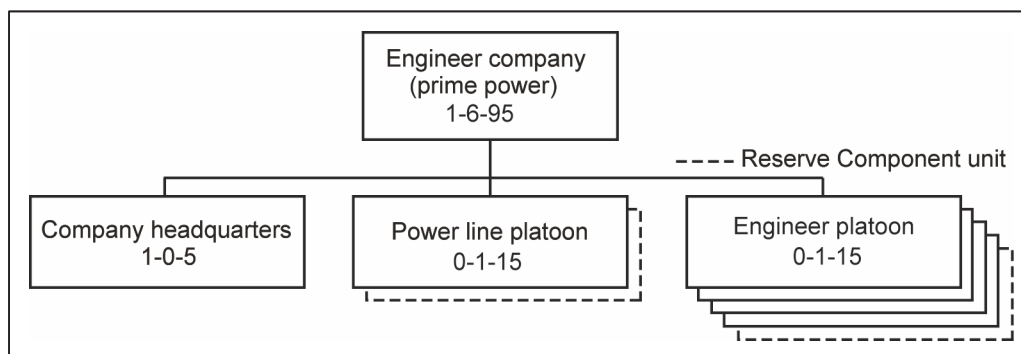 Engineer company
(prime power)
1-6-95
Reserve Component unit
Company headquarters
1-0-5
Power line platoon
0-1-15
Engineer platoon
0-1-15